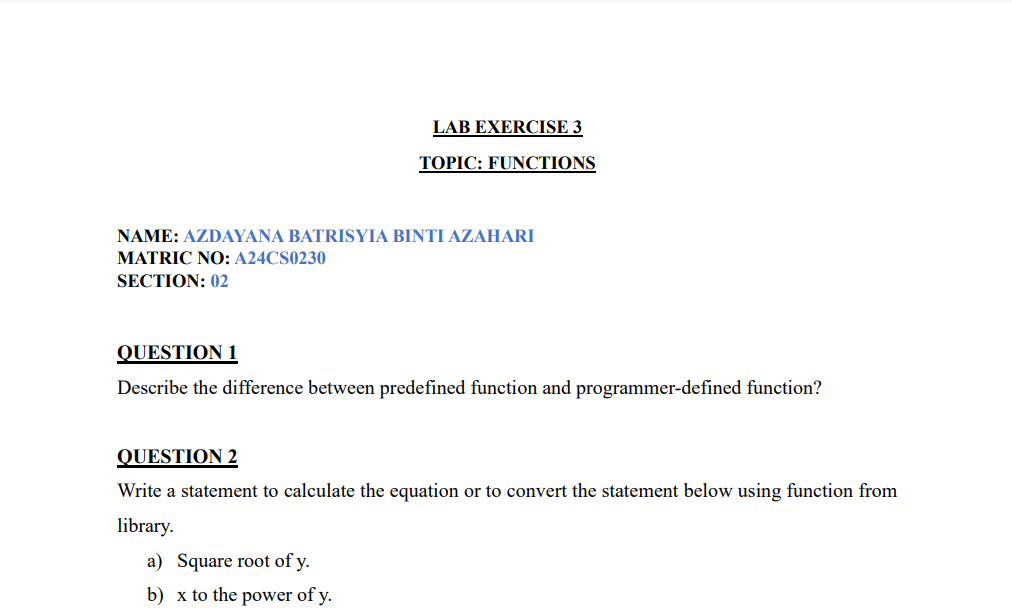 LAB EXERCISE 3
TOPIC: FUNCTIONS
NAME: AZDAYANA BATRISYIA BINTI AZAHARI
MATRIC NO: A24CS0230
SECTION: 02
QUESTION 1
Describe the difference between predefined function and programmer-defined function?
QUESTION 2
Write a statement to calculate the equation or to convert the statement below using function from
library.
a) Square root of y.
b) x to the power of y.